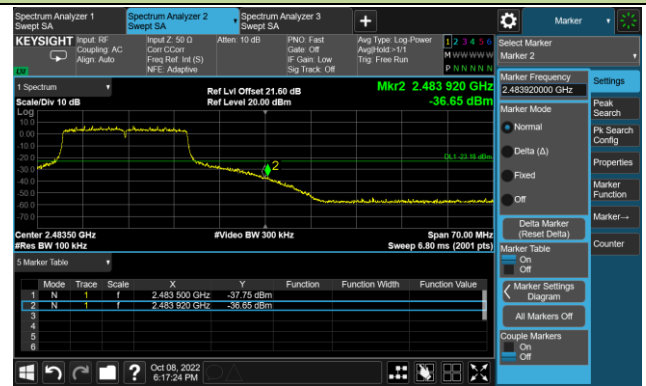 Spectrum Analyzer 1
Swept SA
Spectrum Analyzer 2
Swept SA
Spectrum Analyzer 3
Swept SA
Marker
KEYSIGHT
Input: RF
Coupling: AC
Align: Auto
Input Z: 50 Ω
Corr CCorr
Freq Ref: Int (S)
NFE: Adaptive
Atten: 10 dB
PNO: Fast
Gate: Off
IF Gain: Low
Sig Track: Off
Avg Type: Log-Power
Avg|Hold:>1/1
Trig: Free Run
1 2 3 4 5 6
M W W W W W
P N N N N N
Select Marker
Marker 2
1 Spectrum
Scale/Div 10 dB
Log
Ref Lvl Offset 21.60 dB
Ref Level 20.00 dBm
Mkr2 2.483 920 GHz
-36.65 dBm
10.0
0.00
-10.0
-20.0
-30.0
-40.0
-50.0
-60.0
-70.0
DL1 -23.18 dBm
2
Center 2.48350 GHz
#Res BW 100 kHz
#Video BW 300 kHz
Span 70.00 MHz
Sweep 6.80 ms (2001 pts)
5 Marker Table
Mode Trace Scale X Y Function Function Width Function Value
1 N 1 f 2.483 500 GHz -37.75 dBm
2 N 1 f 2.483 920 GHz -36.65 dBm
3
4
5
6
Marker Frequency
2.483920000 GHz
Marker Mode
Normal
Delta (Δ)
Fixed
Off
Delta Marker
(Reset Delta)
Marker Table
On
Off
Marker Settings
Diagram
All Markers Off
Couple Markers
On
Off
Settings
Peak
Search
Pk Search
Config
Properties
Marker
Function
Marker→
Counter
Oct 08, 2022
6:17:24 PM